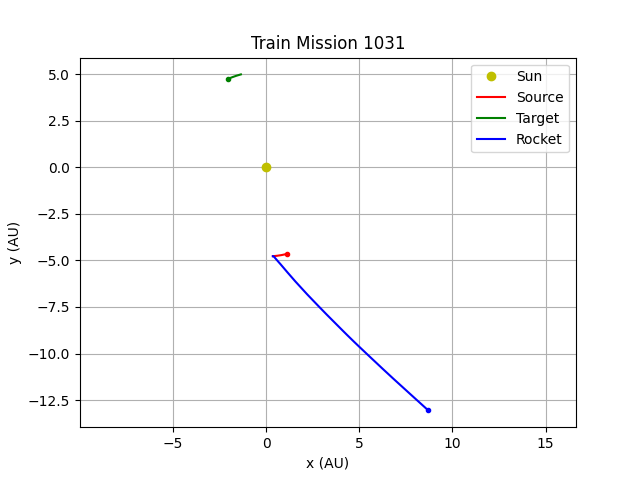 Train Mission 1031
Sun
Source
Target
Rocket
5.0
2.5
0.0
−2.5
−5.0
−7.5
−10.0
−12.5
y (AU)
−5
0
5
10
15
x (AU)